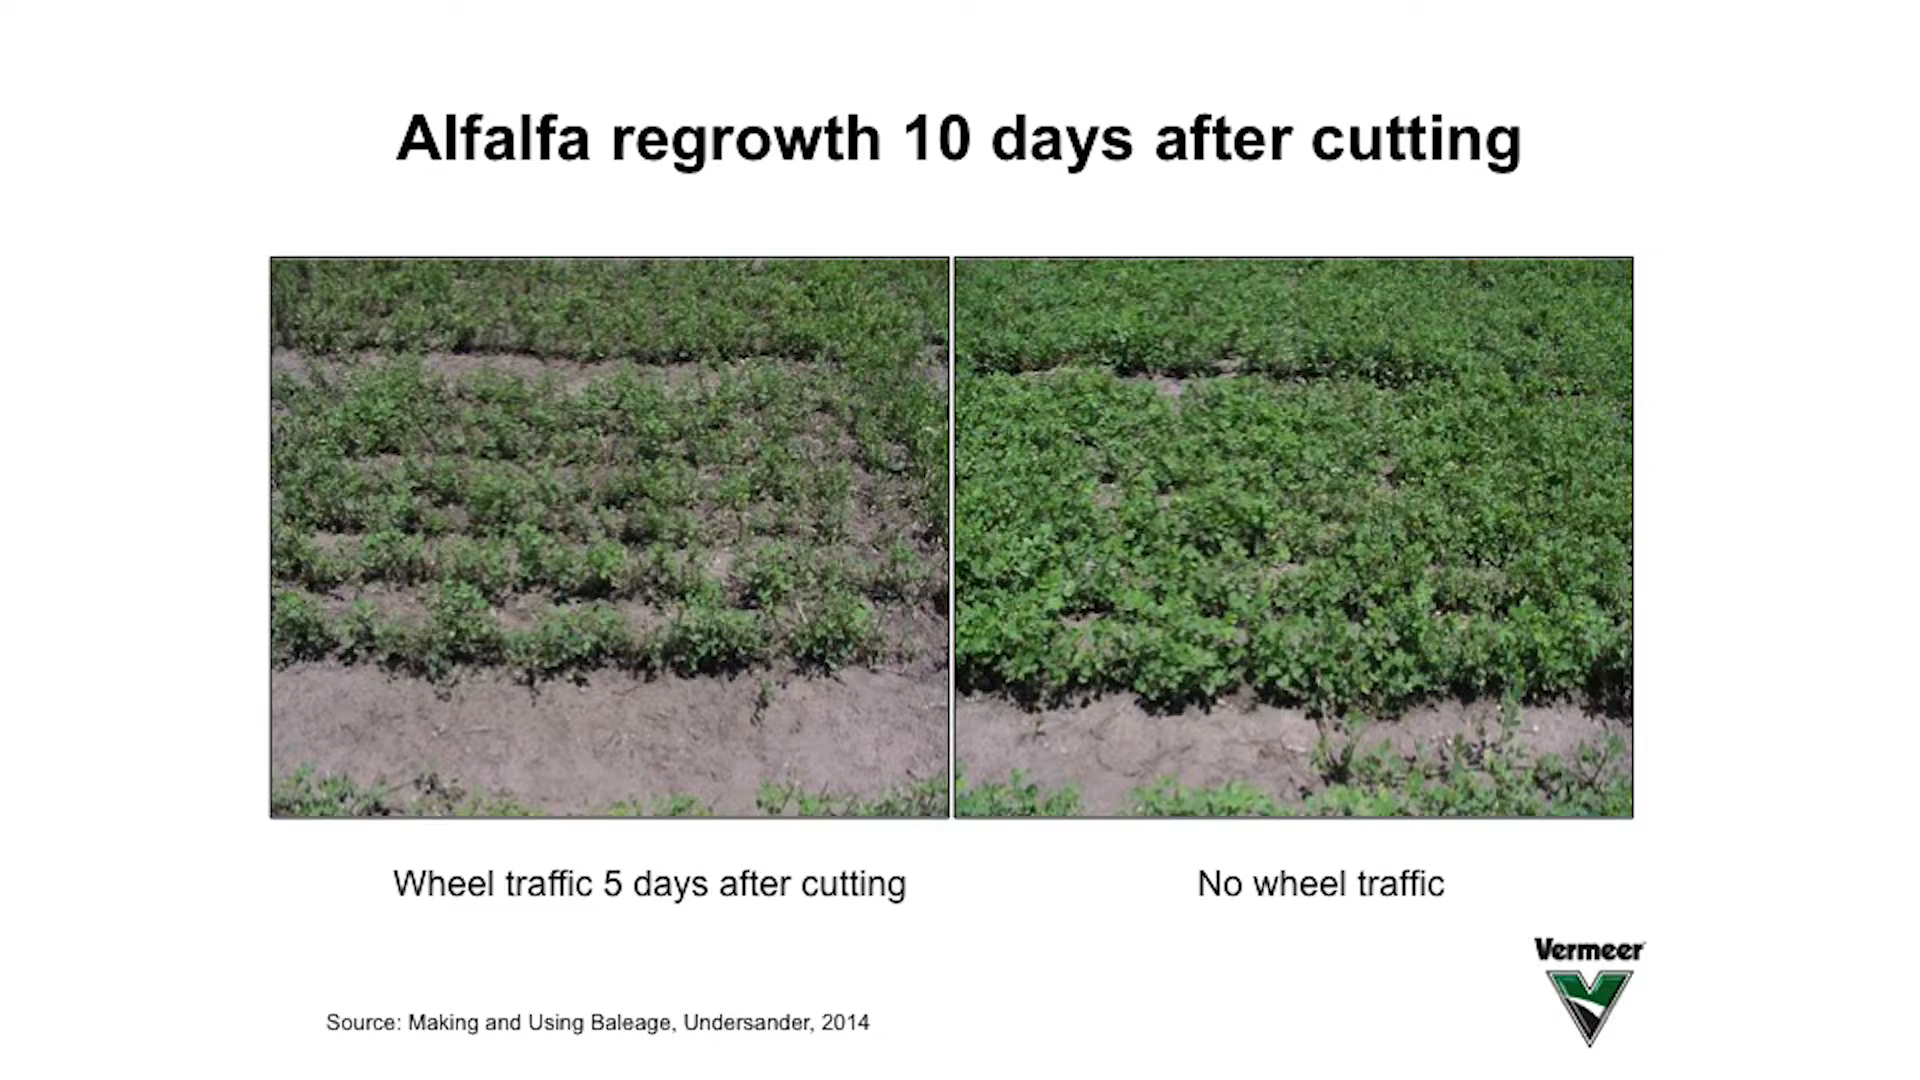 Alfalfa regrowth 10 days after cutting
Wheel traffic 5 days after cutting
No wheel traffic
Vermeer
Source: Making and Using Baleage, Undersander, 2014